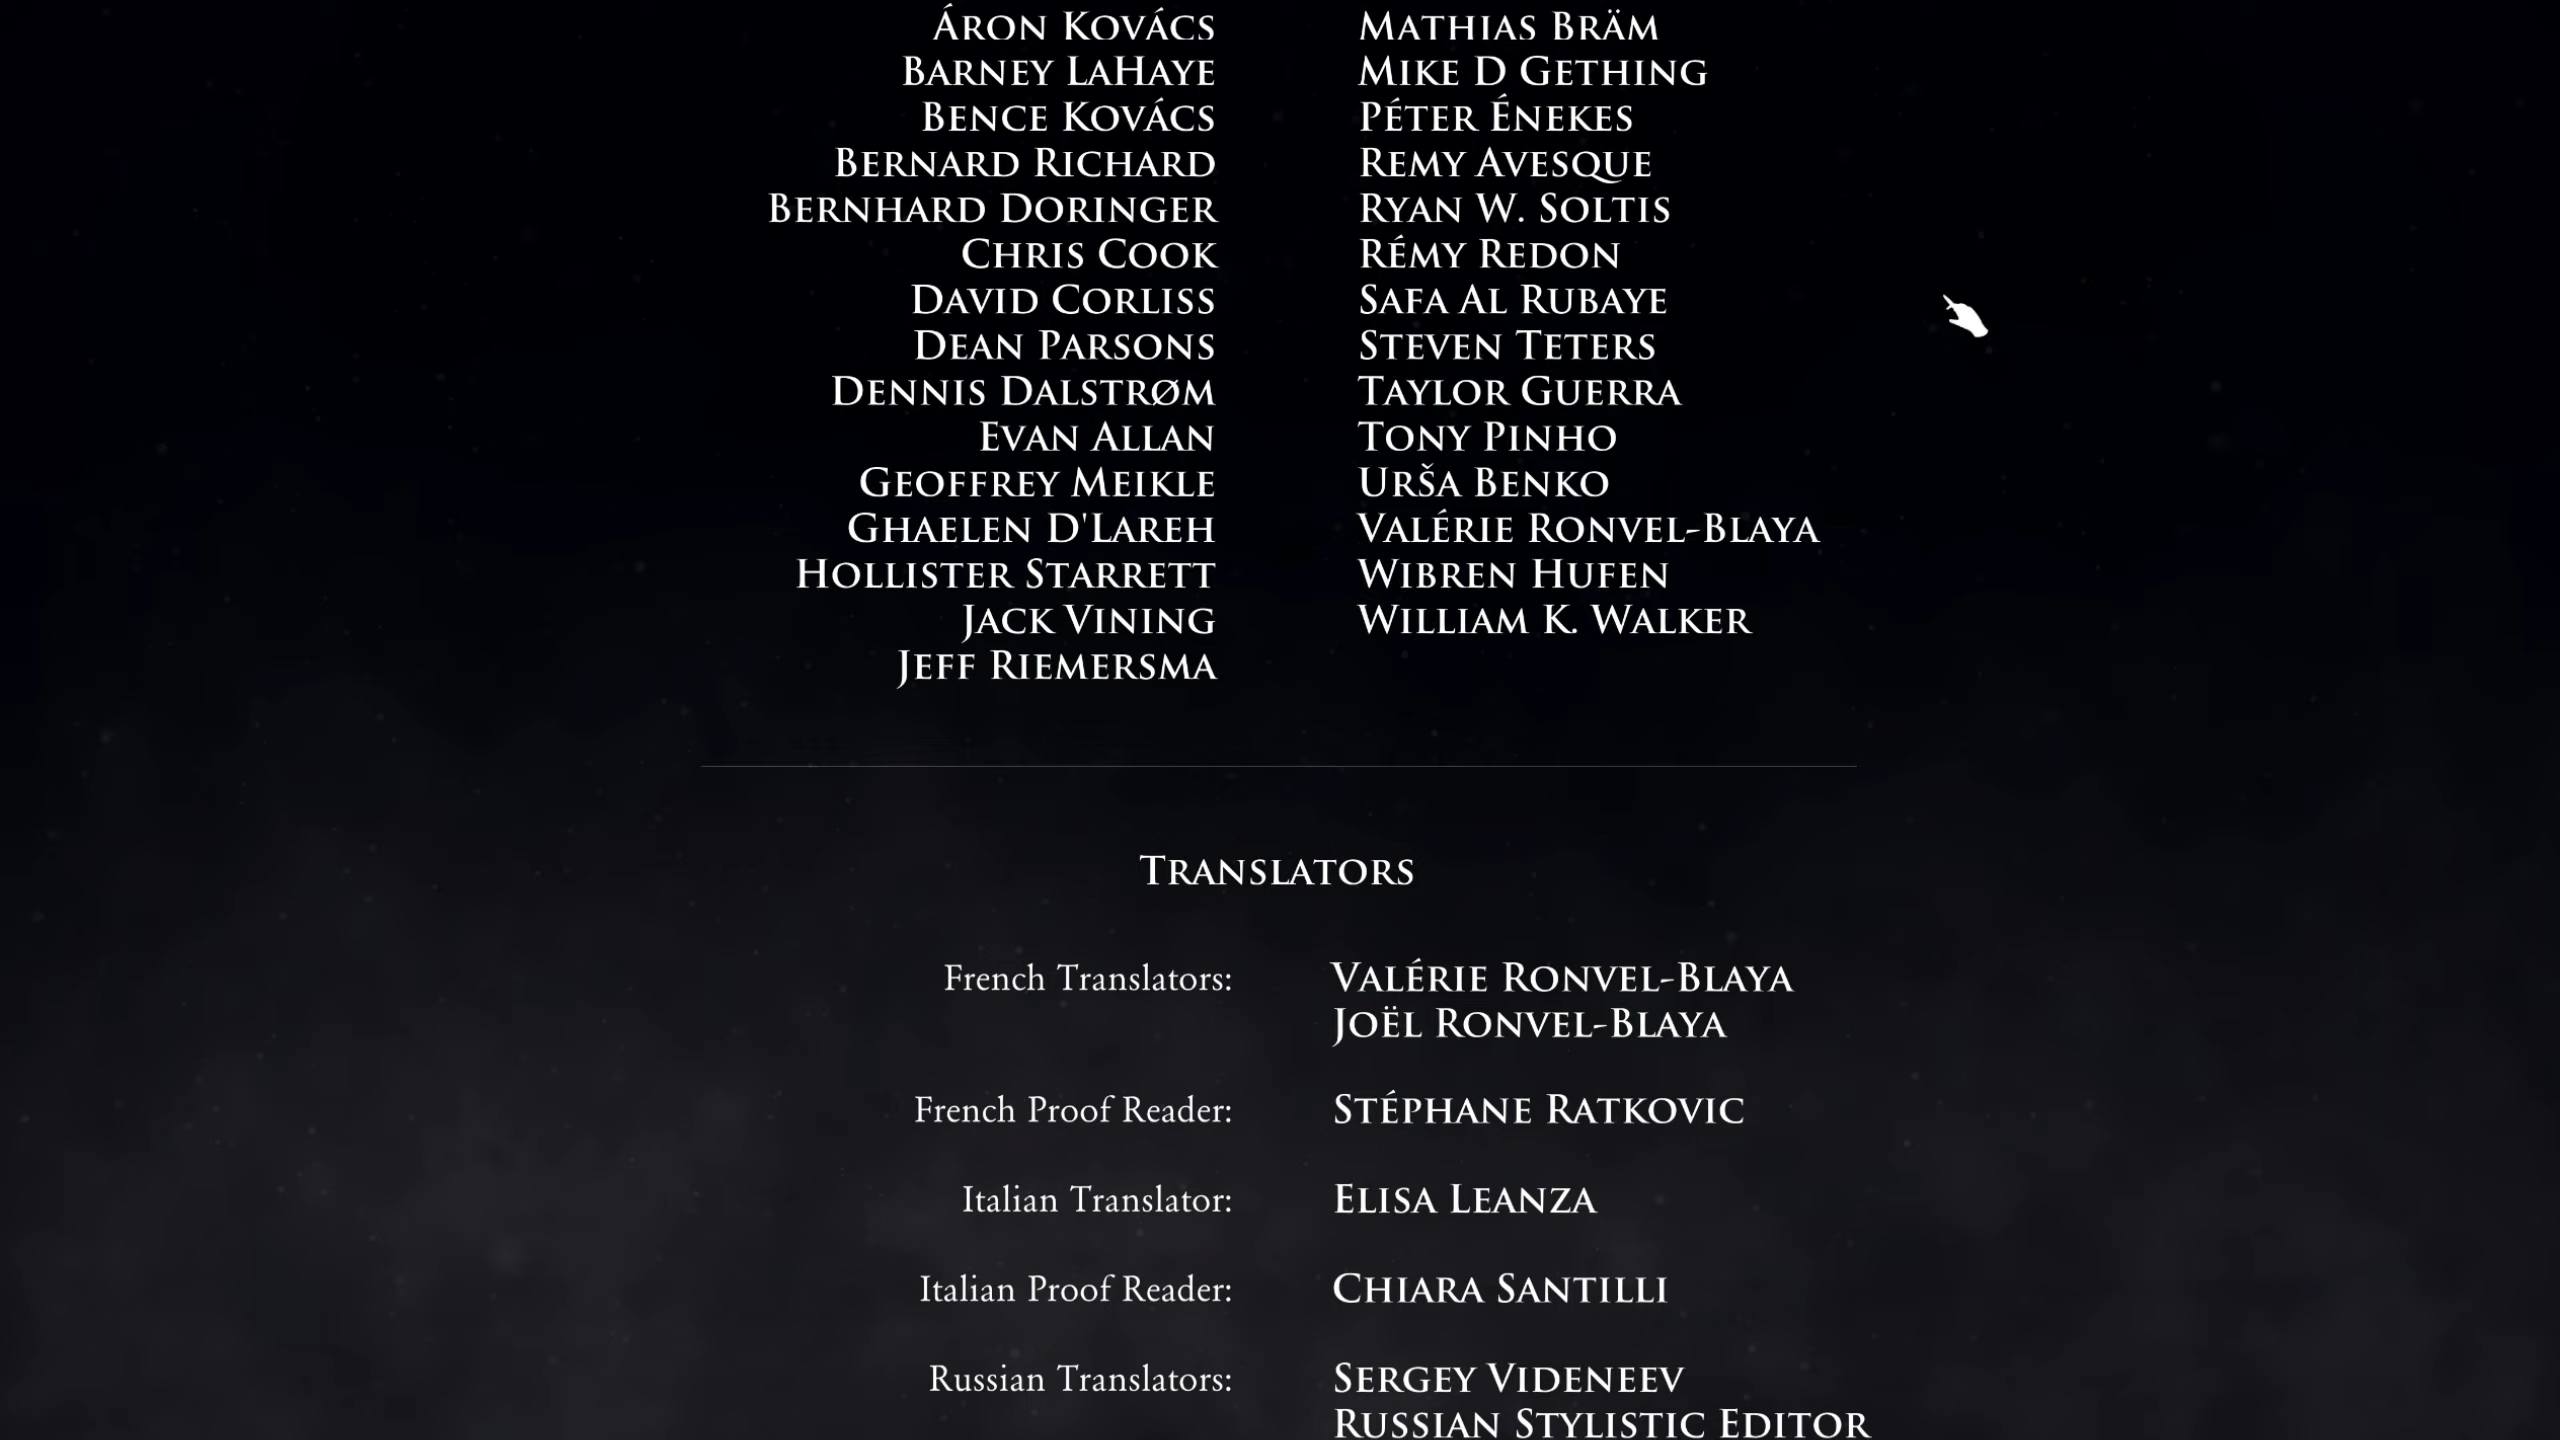 Áron Kovács
Barney LaHaye
Bence Kovács
Bernard Richard
Bernhard Doringer
Chris Cook
David Corliss
Dean Parsons
Dennis Dalstrøm
Evan Allan
Geoffrey Meikle
Ghaelen D'Lareh
Hollister Starrett
Jack Vining
Jeff Riemersma
Mathias Bräm
Mike D Gething
Péter Énekes
Remy Avesque
Ryan W. Soltis
Rémy Redon
Safa Al Rubaye
Steven Teters
Taylor Guerra
Tony Pinho
Urša Benko
Valérie Ronvel-Blaya
Wibren Hufen
William K. Walker
Translators
French Translators: Valérie Ronvel-Blaya
Joël Ronvel-Blaya
French Proof Reader: Stéphane Ratkovic
Italian Translator: Elisa Leanza
Italian Proof Reader: Chiara Santilli
Russian Translators: Sergey Videneev
Russian Stylistic Editor